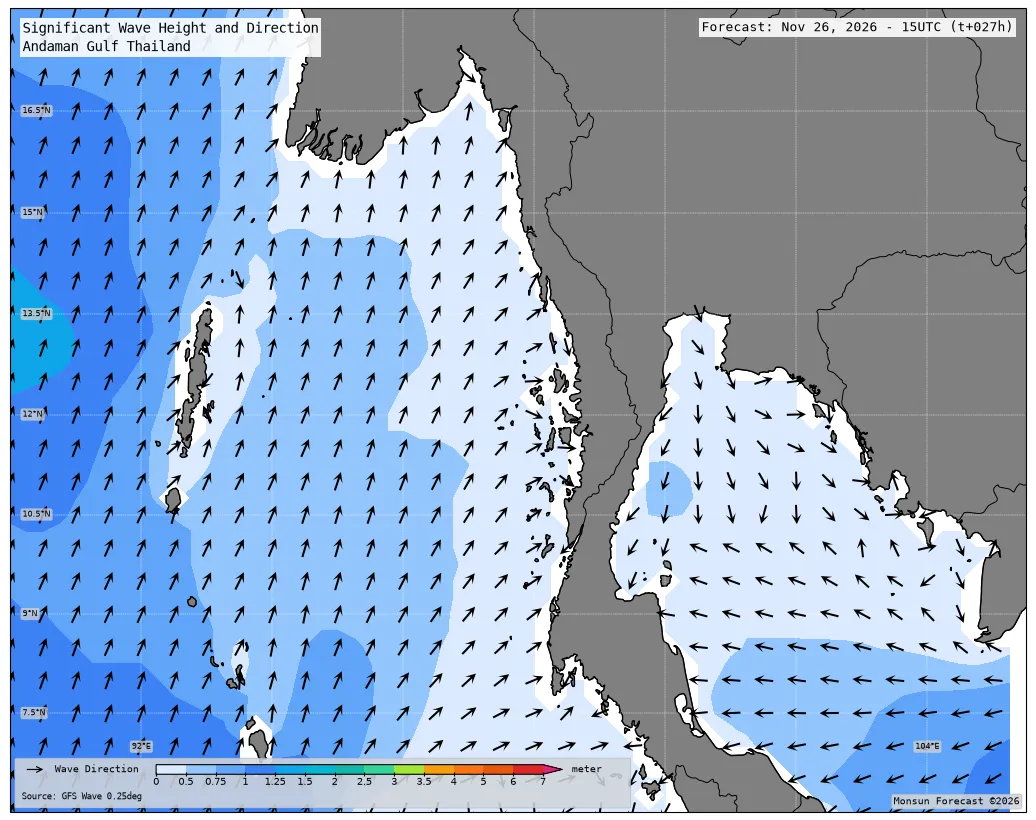 Significant Wave Height and Direction
Andaman Gulf Thailand
Forecast: Nov 26, 2026 - 15UTC (t+027h)
16.5°N
15°N
13.5°N
12°N
10.5°N
9°N
7.5°N
92°E
104°E
Wave Direction
0.5 0.75 1 1.25 1.5 2 2.5 3 3.5 4 5 6 7
meter
Source: GFS Wave 0.25deg
Monsun Forecast ©2026